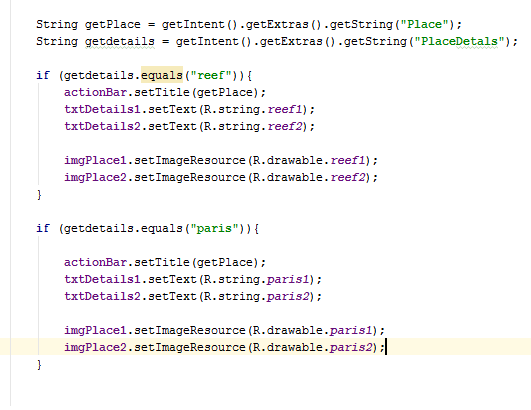 String getPlace = getIntent().getExtras().getString("Place");
String getdetails = getIntent().getExtras().getString("PlaceDetals");
if (getdetails.equals("reef")){
actionBar.setTitle(getPlace);
txtDetails1.setText(R.string.reef1);
txtDetails2.setText(R.string.reef2);
imgPlace1.setImageResource(R.drawable.reef1);
imgPlace2.setImageResource(R.drawable.reef2);
}
if (getdetails.equals("paris")){
actionBar.setTitle(getPlace);
txtDetails1.setText(R.string.paris1);
txtDetails2.setText(R.string.paris2);
imgPlace1.setImageResource(R.drawable.paris1);
imgPlace2.setImageResource(R.drawable.paris2);
}